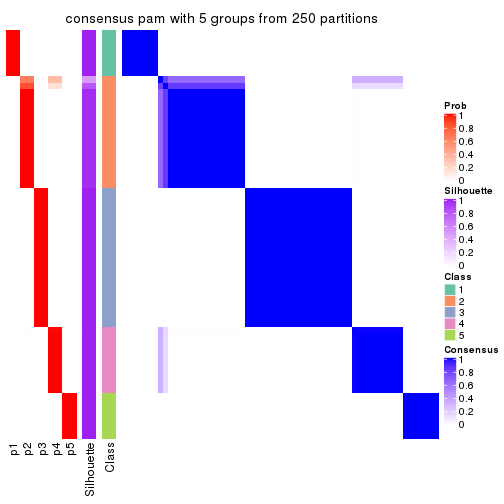 consensus pam with 5 groups from 250 partitions
Prob
1
0.8
0.6
0.4
0.2
0
Silhouette
1
0.8
0.6
0.4
0.2
0
Class
1
2
3
4
5
Consensus
1
0.8
0.6
0.4
0.2
0
p1
p2
p3
p4
p5
Silhouette
Class